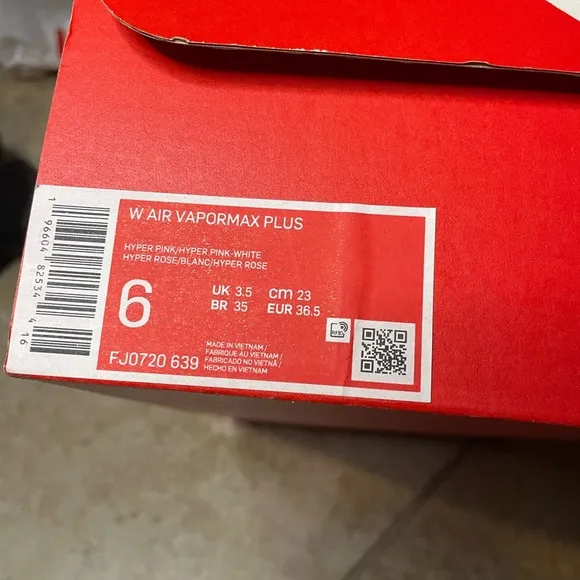 W AIR VAPORMAX PLUS
HYPER PINK/HYPER PINK-WHITE
HYPER ROSE/BLANC/HYPER ROSE
6
UK 3.5 cm 23
BR 35 EUR 36.5
RFID
FJ0720 639
MADE IN VIETNAM/
FABRIQUE AU VIETNAM/
FABRICADO NO VIETNÃ/
HECHO EN VIETNAM
1 96604 82534 4 16